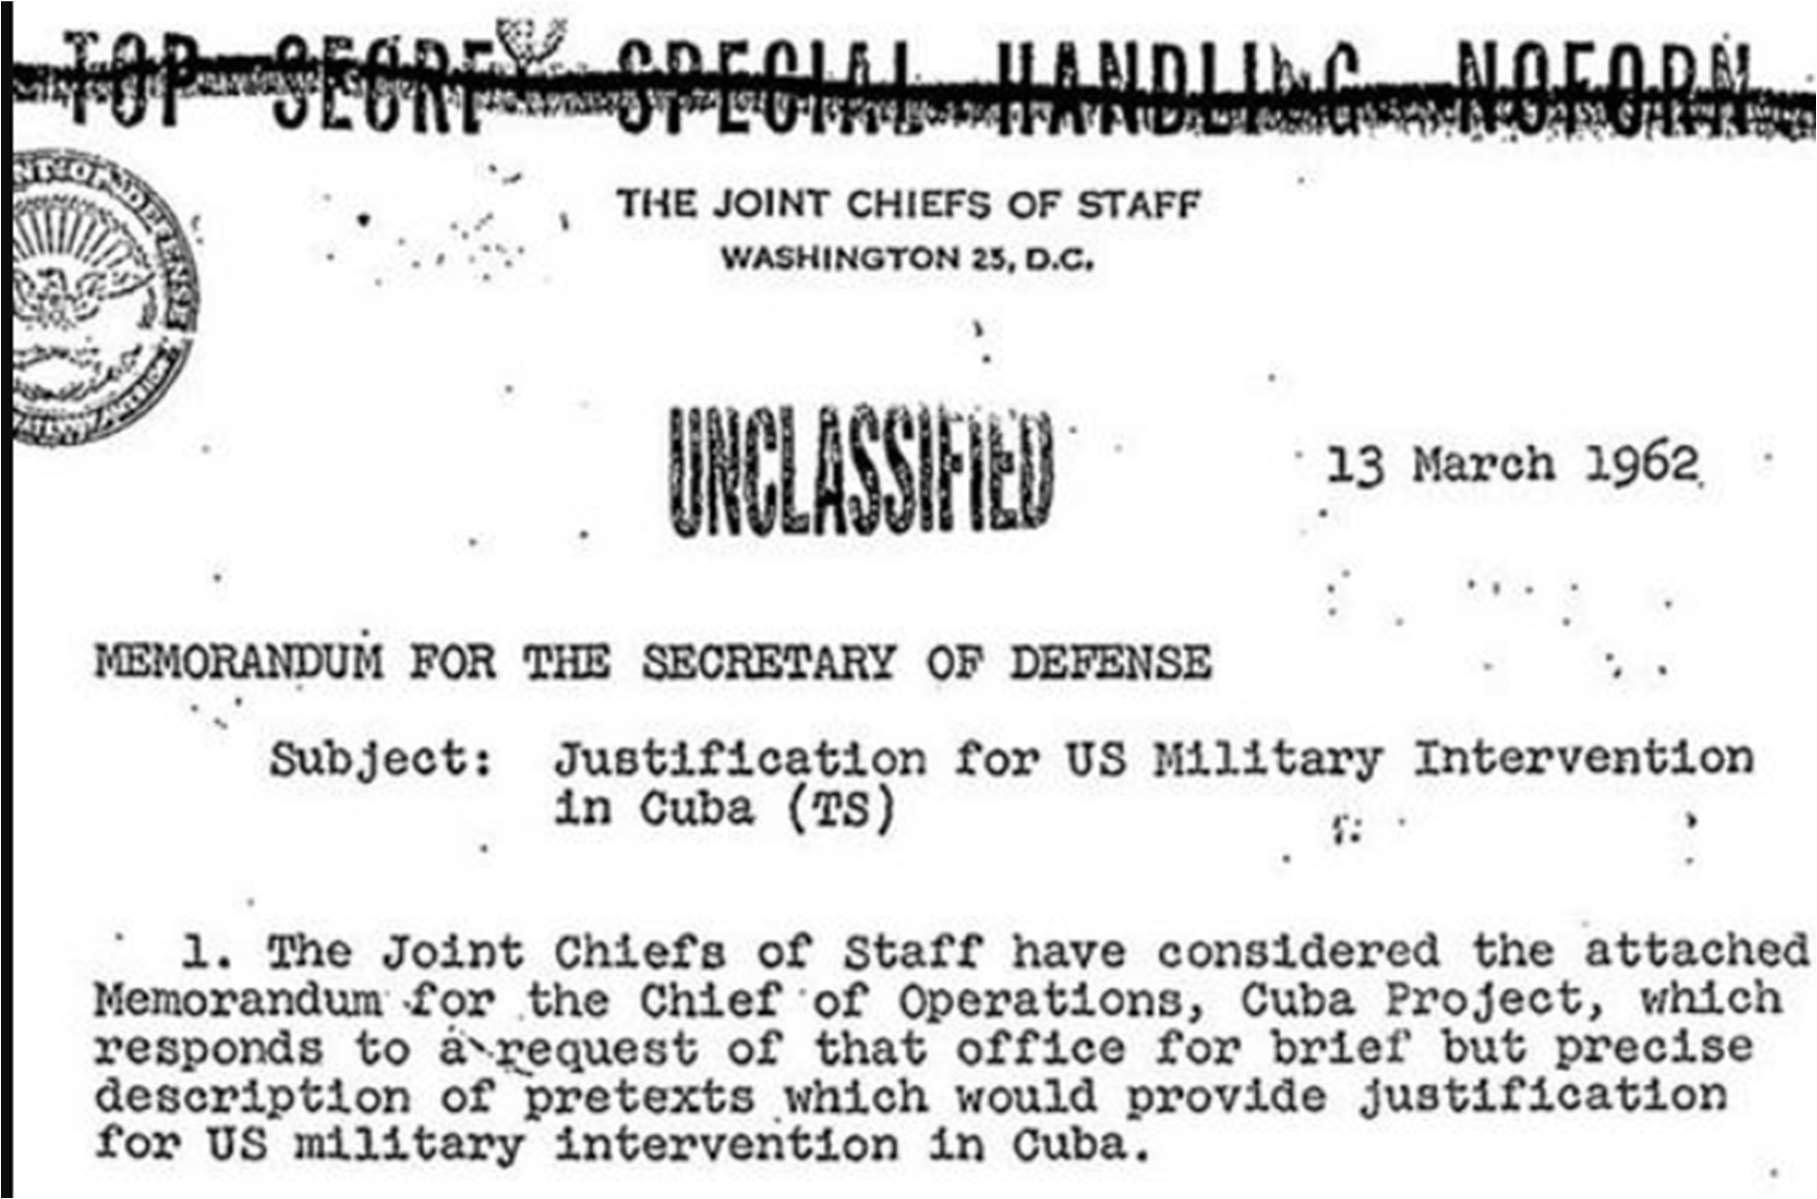 TOP SECRET SPECIAL HANDLING NOFORN
THE JOINT CHIEFS OF STAFF
WASHINGTON 25, D.C.
UNCLASSIFIED
13 March 1962
MEMORANDUM FOR THE SECRETARY OF DEFENSE
Subject: Justification for US Military Intervention
in Cuba (TS)
1. The Joint Chiefs of Staff have considered the attached
Memorandum for the Chief of Operations, Cuba Project, which
responds to a request of that office for brief but precise
description of pretexts which would provide justification
for US military intervention in Cuba.